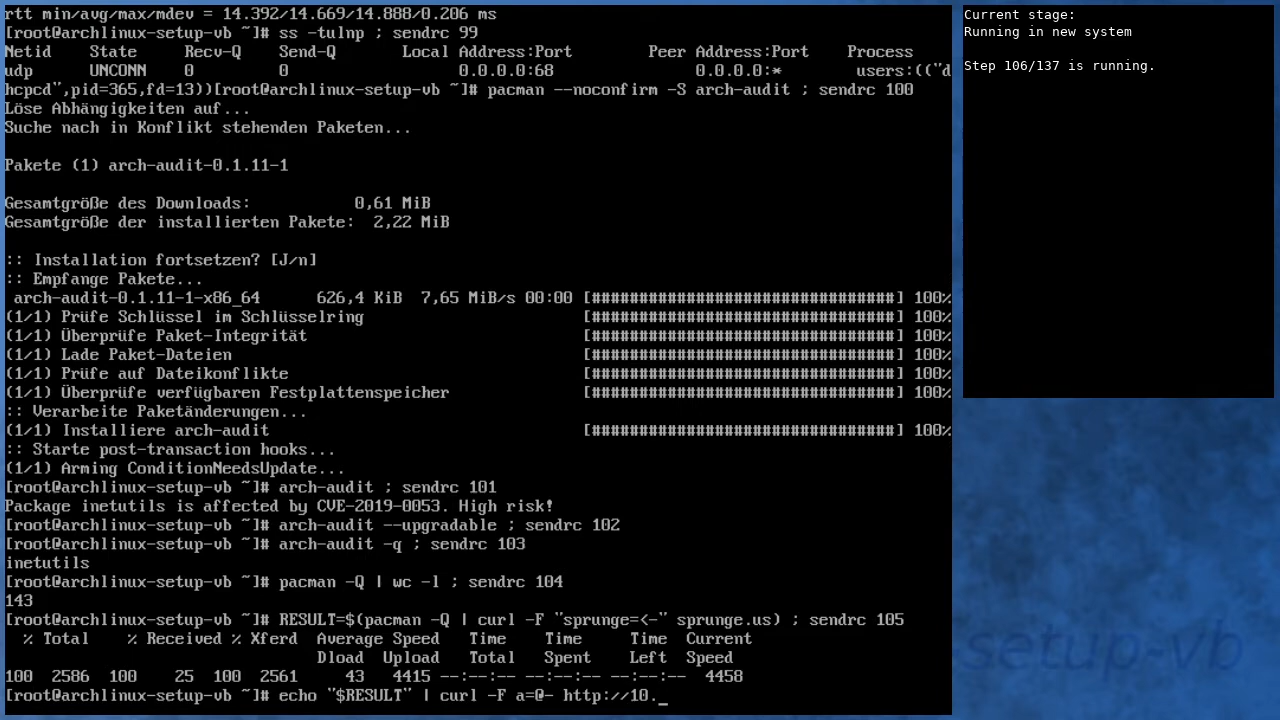 rtt min/avg/max/mdev = 14.392/14.669/14.888/0.206 ms
[root@archlinux-setup-vb ~]# ss -tulnp ; sendrc 99
Netid    State     Recv-Q    Send-Q       Local Address:Port        Peer Address:Port    Process
udp      UNCONN    0         0                  0.0.0.0:68               0.0.0.0:*        users:(("d
hcpcd",pid=365,fd=13))[root@archlinux-setup-vb ~]# pacman --noconfirm -S arch-audit ; sendrc 100
Löse Abhängigkeiten auf...
Suche nach in Konflikt stehenden Paketen...
Pakete (1) arch-audit-0.1.11-1
Gesamtgröße des Downloads:           0,61 MiB
Gesamtgröße der installierten Pakete:  2,22 MiB
:: Installation fortsetzen? [J/n]
:: Empfange Pakete...
 arch-audit-0.1.11-1-x86_64      626,4 KiB  7,65 MiB/s 00:00 [################################] 100%
(1/1) Prüfe Schlüssel im Schlüsselring                       [################################] 100%
(1/1) Überprüfe Paket-Integrität                             [################################] 100%
(1/1) Lade Paket-Dateien                                     [################################] 100%
(1/1) Prüfe auf Dateikonflikte                               [################################] 100%
(1/1) Überprüfe verfügbaren Festplattenspeicher              [################################] 100%
:: Verarbeite Paketänderungen...
(1/1) Installiere arch-audit                                 [################################] 100%
:: Starte post-transaction hooks...
(1/1) Arming ConditionNeedsUpdate...
[root@archlinux-setup-vb ~]# arch-audit ; sendrc 101
Package inetutils is affected by CVE-2019-0053. High risk!
[root@archlinux-setup-vb ~]# arch-audit --upgradable ; sendrc 102
[root@archlinux-setup-vb ~]# arch-audit -q ; sendrc 103
inetutils
[root@archlinux-setup-vb ~]# pacman -Q | wc -l ; sendrc 104
143
[root@archlinux-setup-vb ~]# RESULT=$(pacman -Q | curl -F "sprunge=<-" sprunge.us) ; sendrc 105
  % Total    % Received % Xferd  Average Speed   Time    Time     Time  Current
                                 Dload  Upload   Total   Spent    Left  Speed
100  2586  100    25  100  2561     43   4415 --:--:-- --:--:-- --:--:--  4458
[root@archlinux-setup-vb ~]# echo "$RESULT" | curl -F a=@- http://10._
Current stage:
Running in new system
Step 106/137 is running.
setup-vb